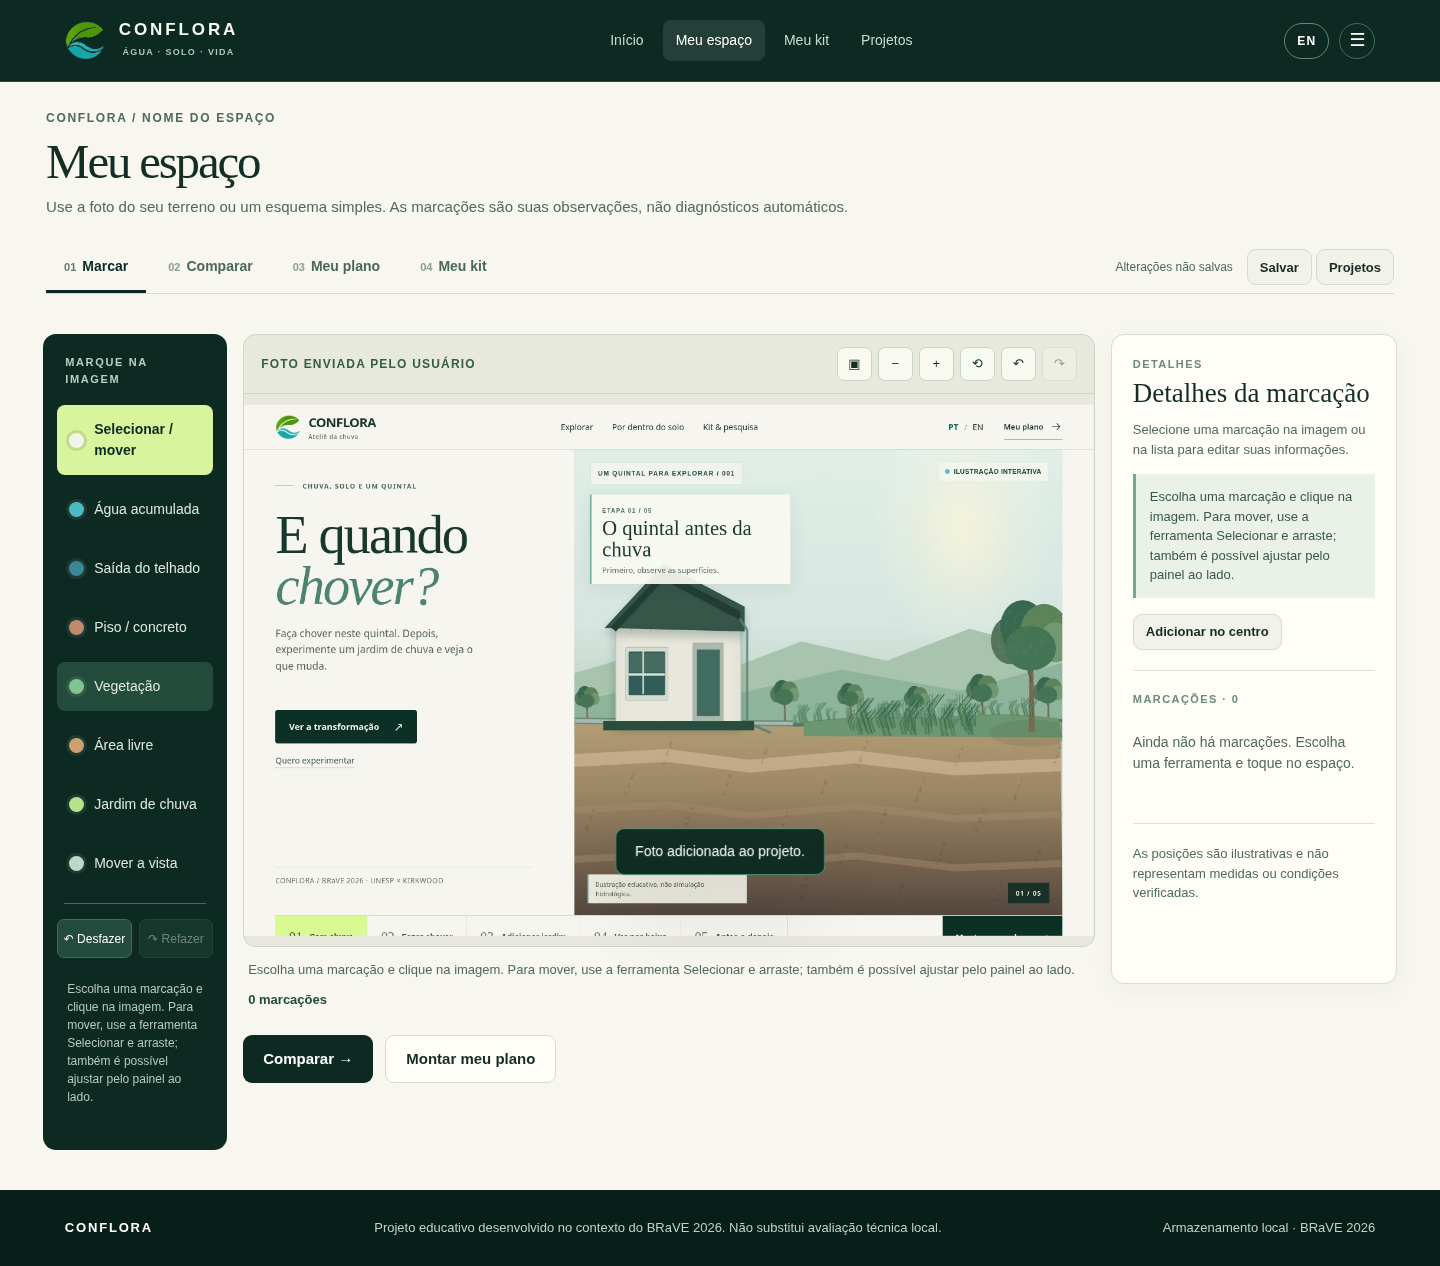 CONFLORA
ÁGUA · SOLO · VIDA
Início
Meu espaço
Meu kit
Projetos
EN
CONFLORA / NOME DO ESPAÇO
Meu espaço
Use a foto do seu terreno ou um esquema simples. As marcações são suas observações, não diagnósticos automáticos.
01 Marcar
02 Comparar
03 Meu plano
04 Meu kit
Alterações não salvas
Salvar
Projetos
MARQUE NA
IMAGEM
Selecionar /
mover
Água acumulada
Saída do telhado
Piso / concreto
Vegetação
Área livre
Jardim de chuva
Mover a vista
↶ Desfazer
↷ Refazer
Escolha uma marcação e
clique na imagem. Para
mover, use a ferramenta
Selecionar e arraste;
também é possível
ajustar pelo painel ao
lado.
FOTO ENVIADA PELO USUÁRIO
CONFLORA
Ateliê da chuva
Explorar
Por dentro do solo
Kit & pesquisa
PT / EN
Meu plano →
CHUVA, SOLO E UM QUINTAL
E quando
chover?
Faça chover neste quintal. Depois,
experimente um jardim de chuva e veja o
que muda.
Ver a transformação ↗
Quero experimentar
CONFLORA / BRaVE 2026 · UNESP × KIRKWOOD
UM QUINTAL PARA EXPLORAR / 001
ILUSTRAÇÃO INTERATIVA
ETAPA 01 / 05
O quintal antes da
chuva
Primeiro, observe as superfícies.
Foto adicionada ao projeto.
Ilustração educativa, não simulação
hidrológica.
01 / 05
Escolha uma marcação e clique na imagem. Para mover, use a ferramenta Selecionar e arraste; também é possível ajustar pelo painel ao lado.
0 marcações
Comparar →
Montar meu plano
DETALHES
Detalhes da marcação
Selecione uma marcação na imagem ou
na lista para editar suas informações.
Escolha uma marcação e clique na
imagem. Para mover, use a
ferramenta Selecionar e arraste;
também é possível ajustar pelo
painel ao lado.
Adicionar no centro
MARCAÇÕES · 0
Ainda não há marcações. Escolha
uma ferramenta e toque no espaço.
As posições são ilustrativas e não
representam medidas ou condições
verificadas.
CONFLORA
Projeto educativo desenvolvido no contexto do BRaVE 2026. Não substitui avaliação técnica local.
Armazenamento local · BRaVE 2026